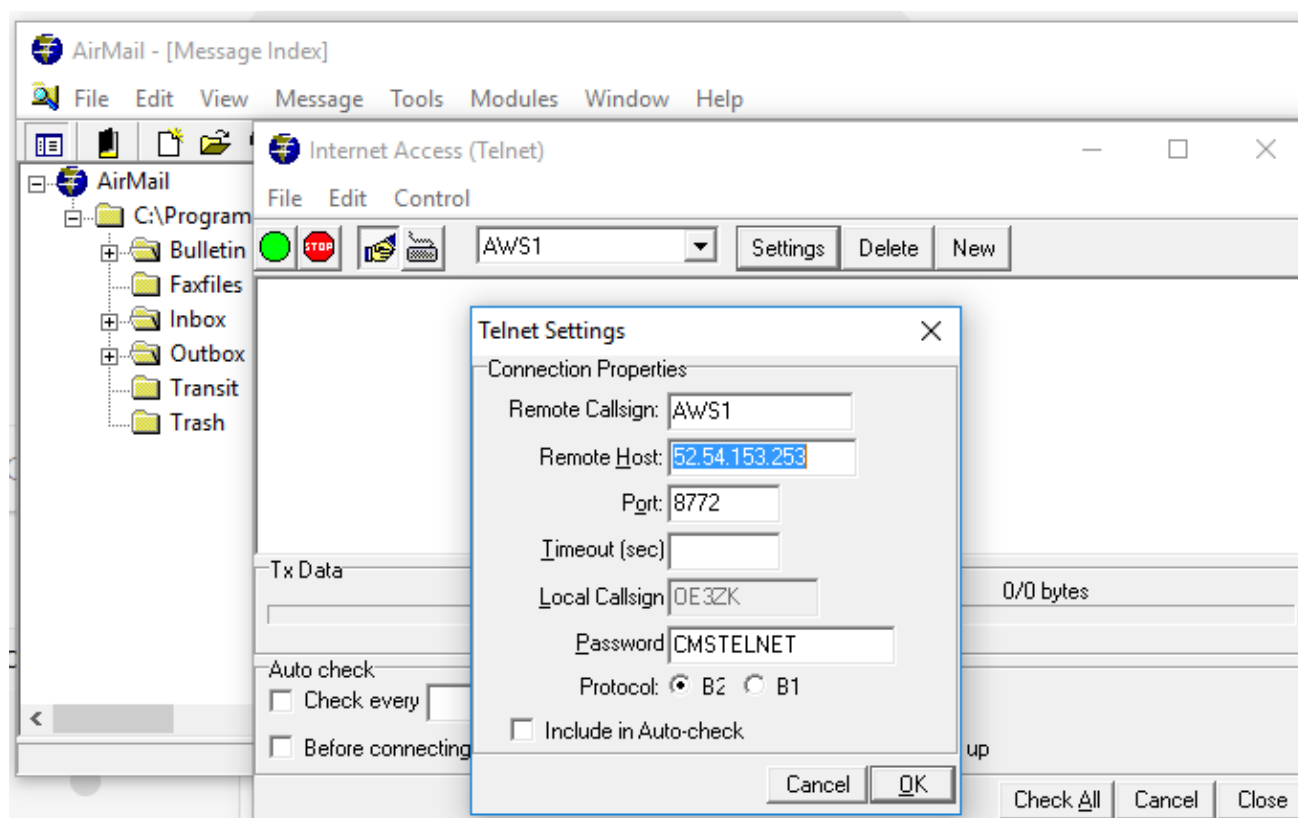 AirMail - [Message Index]
File Edit View Message Tools Modules Window Help
Internet Access (Telnet)
File Edit Control
STOP
AWS1
Settings Delete New
AirMail
C:\Program
Bulletin
Faxfiles
Inbox
Outbox
Transit
Trash
Telnet Settings
Connection Properties
Remote Callsign: AWS1
Remote Host: 52.54.153.253
Port: 8772
Timeout (sec)
Local Callsign OE3ZK
Password CMSTELNET
Protocol: B2 B1
Include in Auto-check
Cancel OK
Tx Data
0/0 bytes
Auto check
Check every
Before connecting
up
Check All Cancel Close